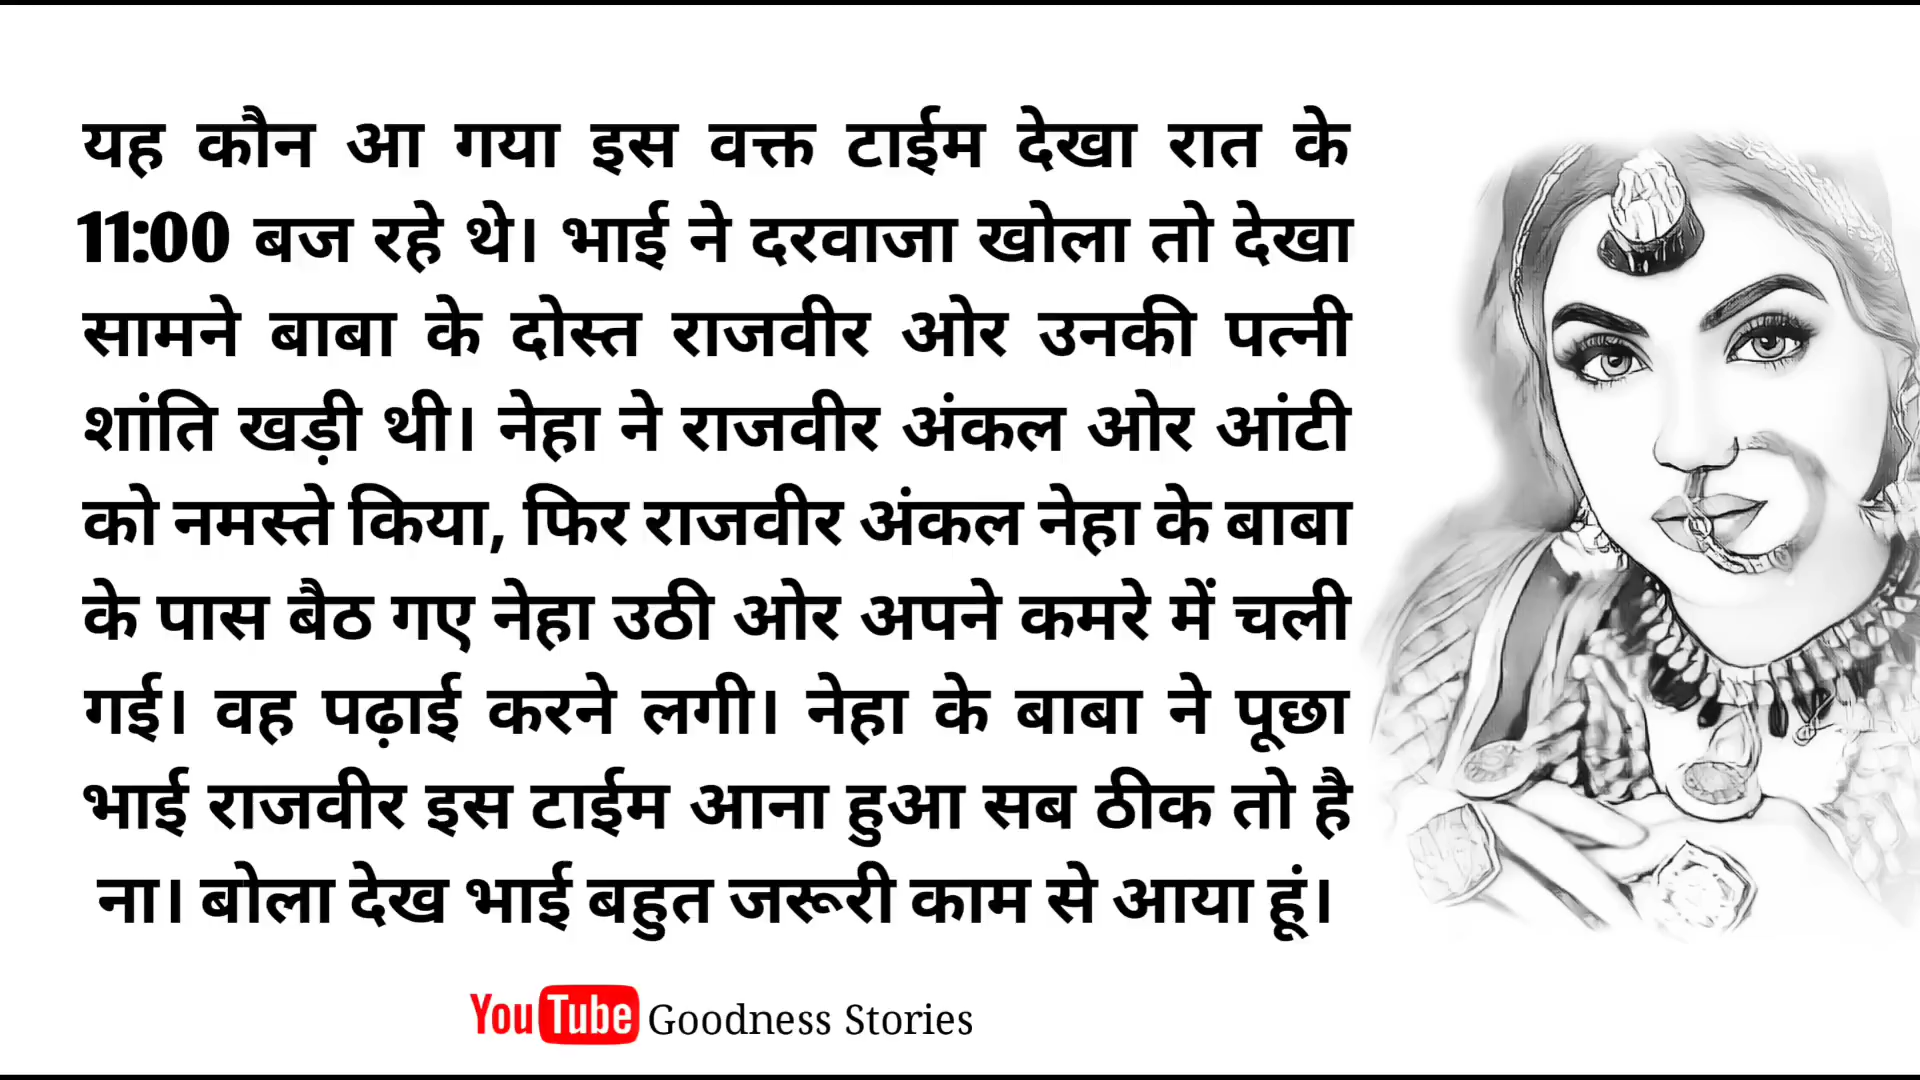 यह कौन आ गया इस वक्त टाईम देखा रात के
11:00 बज रहे थे। भाई ने दरवाजा खोला तो देखा
सामने बाबा के दोस्त राजवीर ओर उनकी पत्नी
शांति खड़ी थी। नेहा ने राजवीर अंकल ओर आंटी
को नमस्ते किया, फिर राजवीर अंकल नेहा के बाबा
के पास बैठ गए नेहा उठी ओर अपने कमरे में चली
गई। वह पढ़ाई करने लगी। नेहा के बाबा ने पूछा
भाई राजवीर इस टाईम आना हुआ सब ठीक तो है
ना। बोला देख भाई बहुत जरूरी काम से आया हूं।
YouTube Goodness Stories